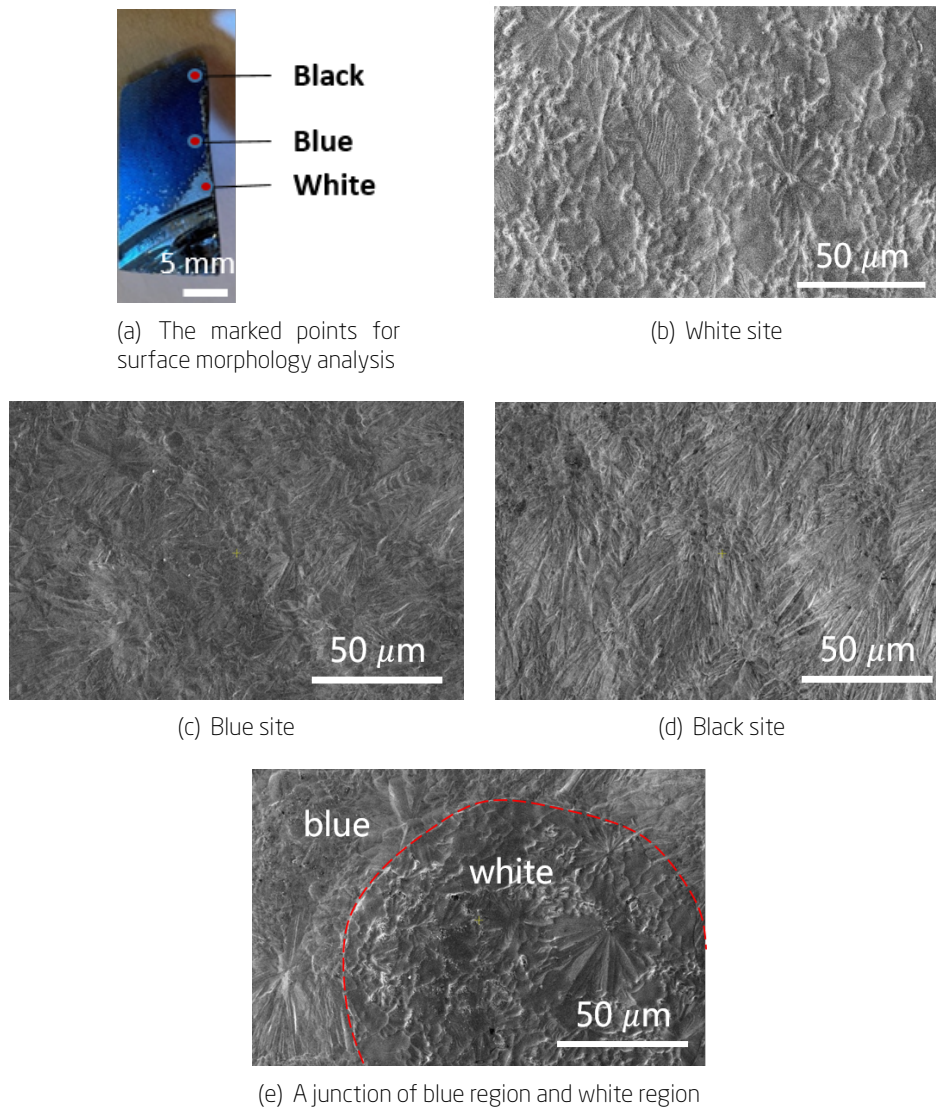 Black
Blue
White
5 mm
(a) The marked points for
surface morphology analysis
50 μm
(b) White site
50 μm
(c) Blue site
50 μm
(d) Black site
blue
white
50 μm
(e) A junction of blue region and white region